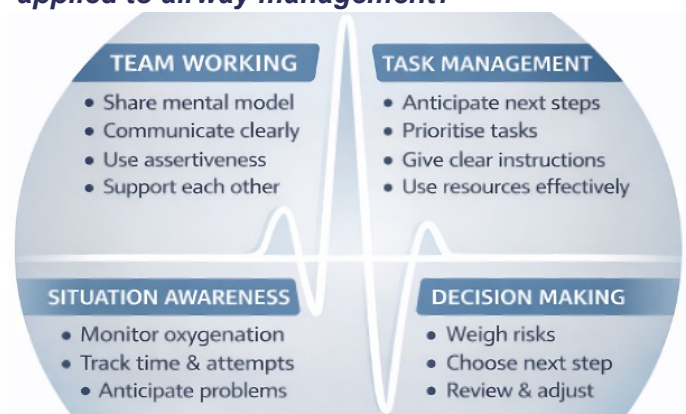 applied to airway management?
TEAM WORKING
• Share mental model
• Communicate clearly
• Use assertiveness
• Support each other
TASK MANAGEMENT
• Anticipate next steps
• Prioritise tasks
• Give clear instructions
• Use resources effectively
SITUATION AWARENESS
• Monitor oxygenation
• Track time & attempts
• Anticipate problems
DECISION MAKING
• Weigh risks
• Choose next step
• Review & adjust